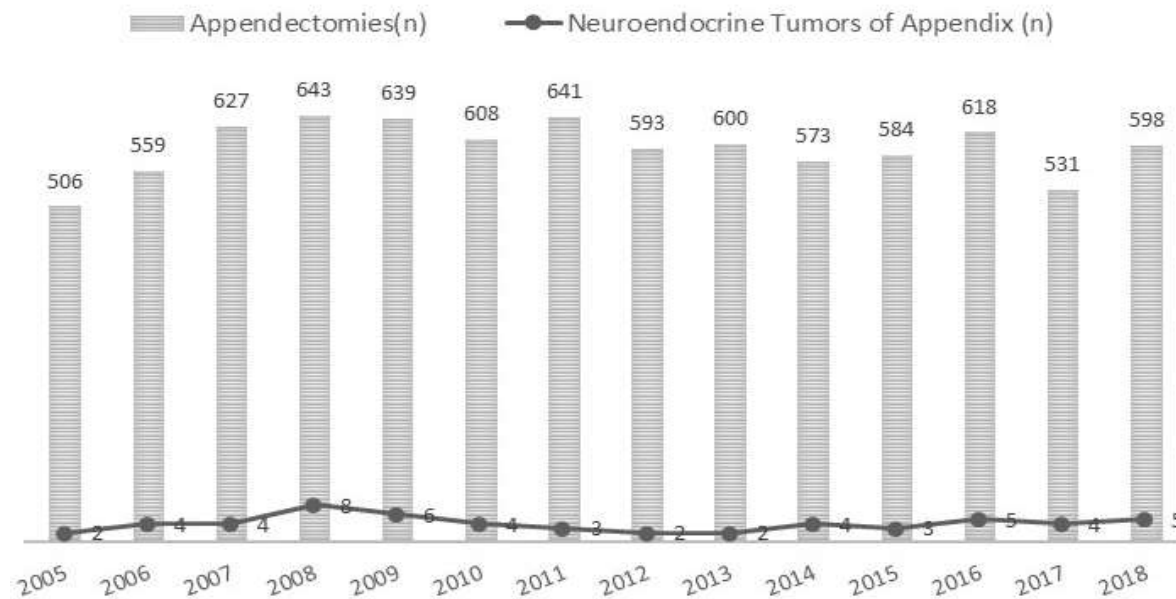 Appendectomies(n) Neuroendocrine Tumors of Appendix (n)
506 559 627 643 639 608 641 593 600 573 584 618 531 598
2 4 4 8 6 4 3 2 2 4 3 5 4 5
2005 2006 2007 2008 2009 2010 2011 2012 2013 2014 2015 2016 2017 2018